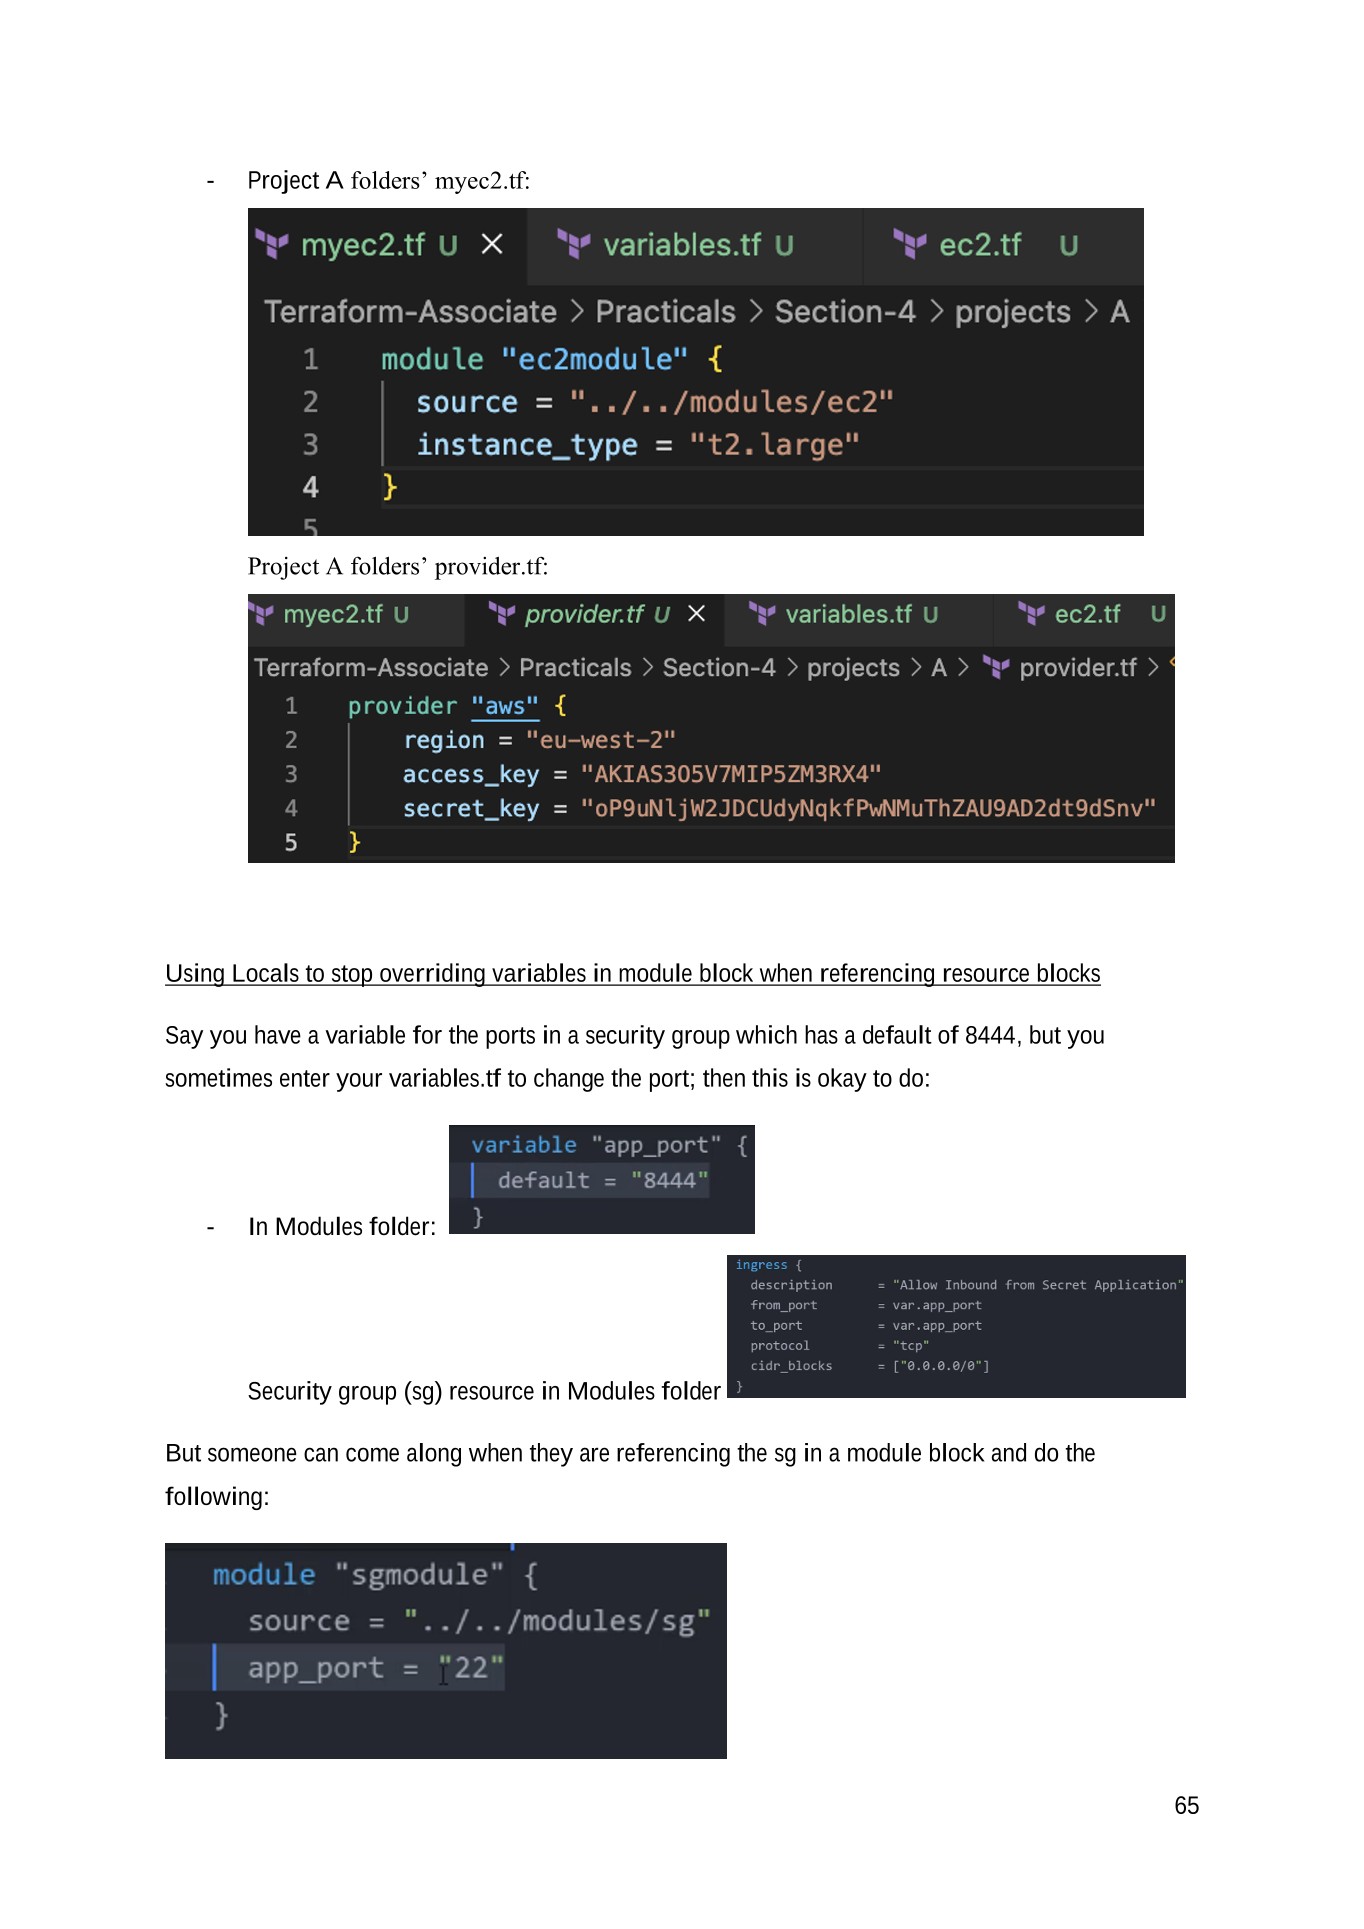 - Project A folders’ myec2.tf:
myec2.tf U × variables.tf U ec2.tf U
Terraform-Associate > Practicals > Section-4 > projects > A
1 module "ec2module" {
2 source = "../../modules/ec2"
3 instance_type = "t2.large"
4 }
5
Project A folders’ provider.tf:
myec2.tf U provider.tf U × variables.tf U ec2.tf U
Terraform-Associate > Practicals > Section-4 > projects > A > provider.tf >
1 provider "aws" {
2 region = "eu-west-2"
3 access_key = "AKIAS3O5V7MIP5ZM3RX4"
4 secret_key = "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"
5 }
Using Locals to stop overriding variables in module block when referencing resource blocks
Say you have a variable for the ports in a security group which has a default of 8444, but you
sometimes enter your variables.tf to change the port; then this is okay to do:
variable "app_port" {
default = "8444"
}
- In Modules folder:
ingress {
description = "Allow Inbound from Secret Application"
from_port = var.app_port
to_port = var.app_port
protocol = "tcp"
cidr_blocks = ["0.0.0.0/0"]
}
Security group (sg) resource in Modules folder
But someone can come along when they are referencing the sg in a module block and do the
following:
module "sgmodule" {
source = "../../modules/sg"
app_port = "22"
}
65